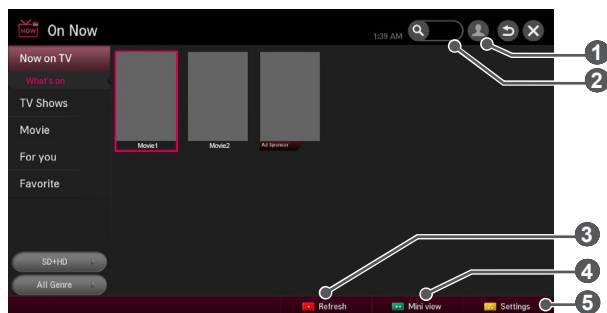 NOW On Now
1:39 AM
1
2
Now on TV
What's on
TV Shows
Movie
For you
Favorite
Movie1 Movie2 Ad Sponsor
3
SD+HD
4
All Genre
Refresh Mini view Settings 5